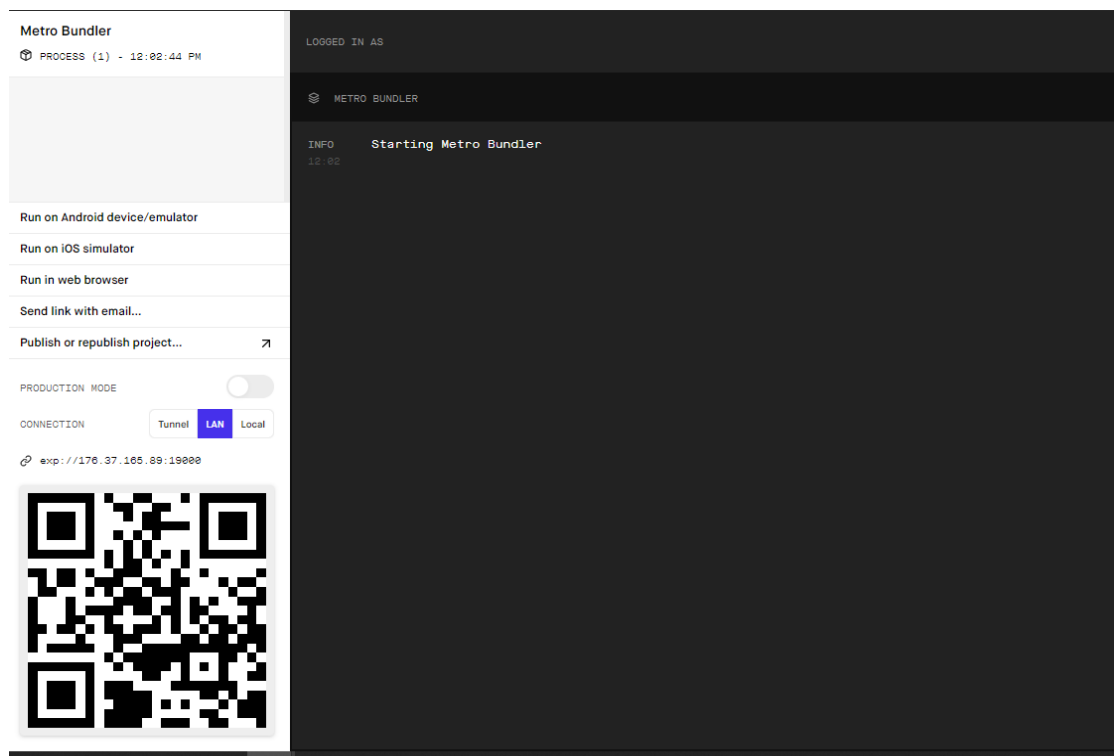 Metro Bundler
PROCESS (1) - 12:02:44 PM
Run on Android device/emulator
Run on iOS simulator
Run in web browser
Send link with email...
Publish or republish project...
PRODUCTION MODE
CONNECTION Tunnel LAN Local
exp://176.37.165.89:19000
LOGGED IN AS
METRO BUNDLER
INFO Starting Metro Bundler
12:02